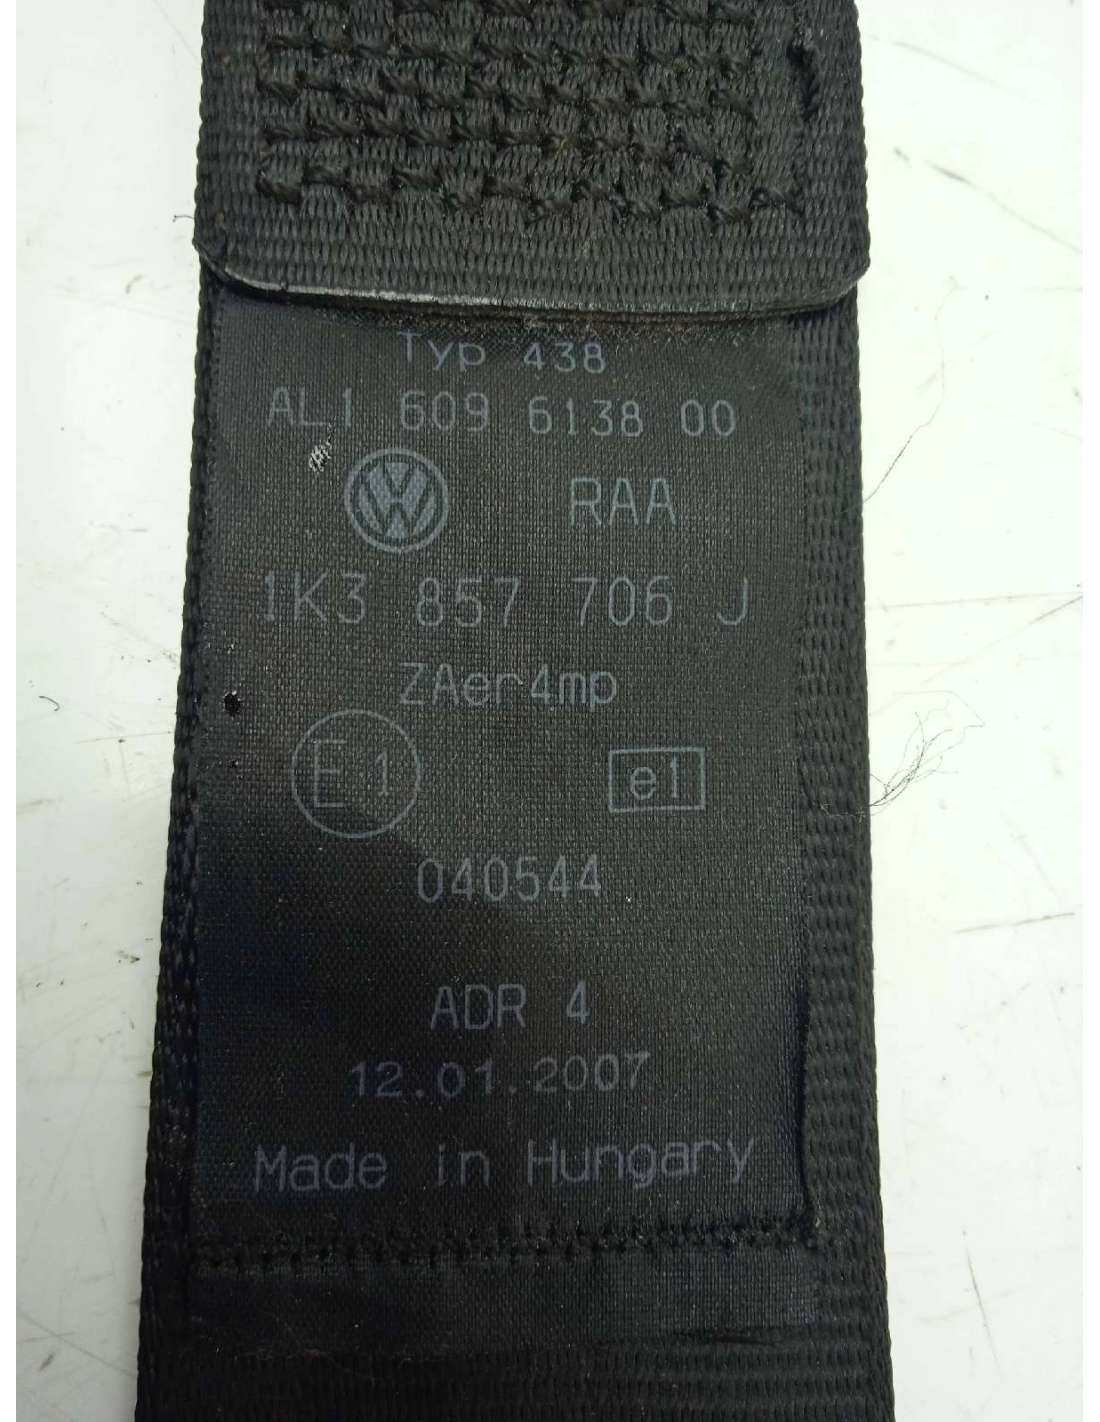 Typ 438
AL1 609 6138 00
VW RAA
1K3 857 706 J
ZAer4mp
E1 e1
040544
ADR 4
12.01.2007
Made in Hungary